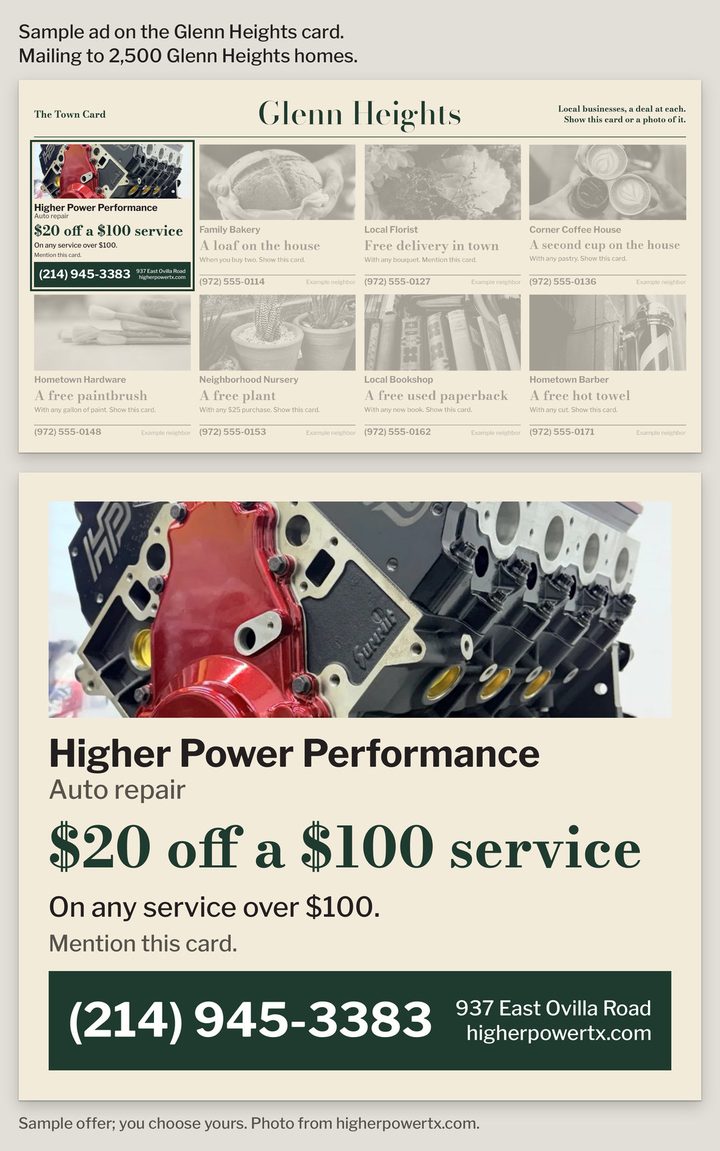 Sample ad on the Glenn Heights card.
Mailing to 2,500 Glenn Heights homes.
The Town Card
Glenn Heights
Local businesses, a deal at each.
Show this card or a photo of it.
Higher Power Performance
Auto repair
$20 off a $100 service
On any service over $100.
Mention this card.
(214) 945-3383
937 East Ovilla Road
higherpowertx.com
Family Bakery
A loaf on the house
When you buy two. Show this card.
(972) 555-0114
Example neighbor
Local Florist
Free delivery in town
With any bouquet. Mention this card.
(972) 555-0127
Example neighbor
Corner Coffee House
A second cup on the house
With any pastry. Show this card.
(972) 555-0136
Example neighbor
Hometown Hardware
A free paintbrush
With any gallon of paint. Show this card.
(972) 555-0148
Example neighbor
Neighborhood Nursery
A free plant
With any $25 purchase. Show this card.
(972) 555-0153
Example neighbor
Local Bookshop
A free used paperback
With any new book. Show this card.
(972) 555-0162
Example neighbor
Hometown Barber
A free hot towel
With any cut. Show this card.
(972) 555-0171
Example neighbor
HP
Higher Power Performance
Auto repair
$20 off a $100 service
On any service over $100.
Mention this card.
(214) 945-3383
937 East Ovilla Road
higherpowertx.com
Sample offer; you choose yours. Photo from higherpowertx.com.